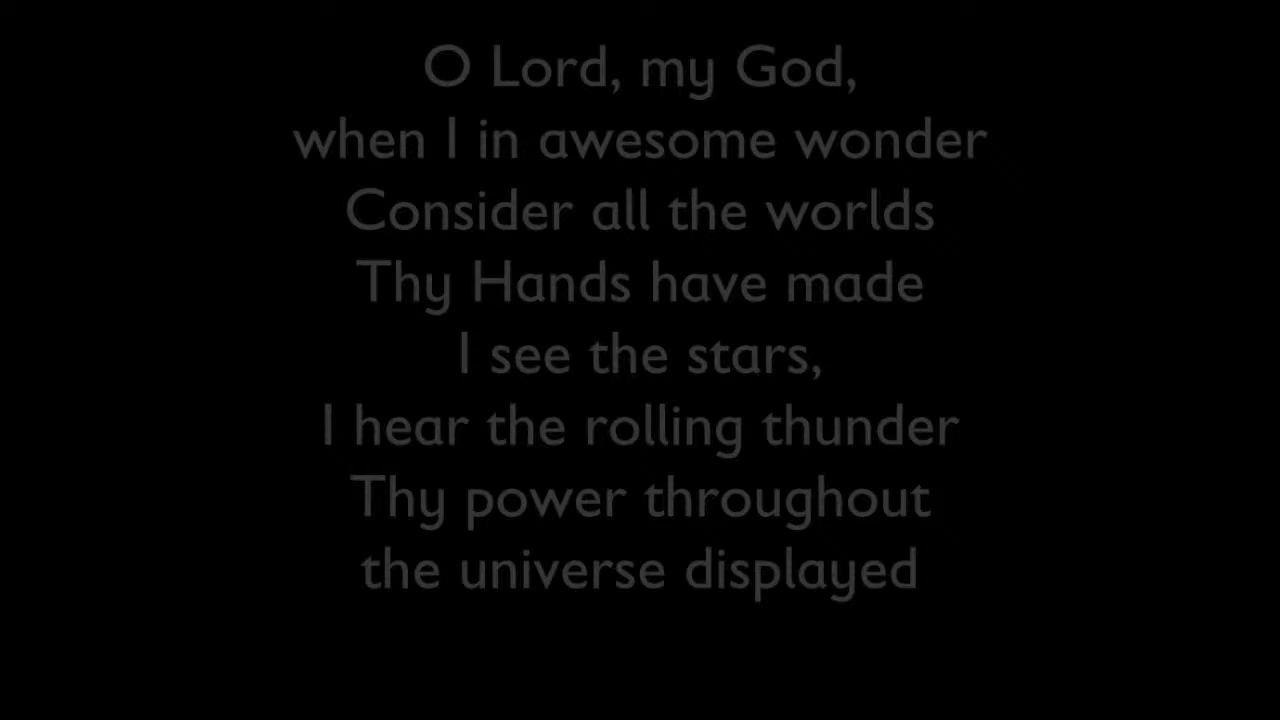 O Lord, my God,
when I in awesome wonder
Consider all the worlds
Thy Hands have made
I see the stars,
I hear the rolling thunder
Thy power throughout
the universe displayed